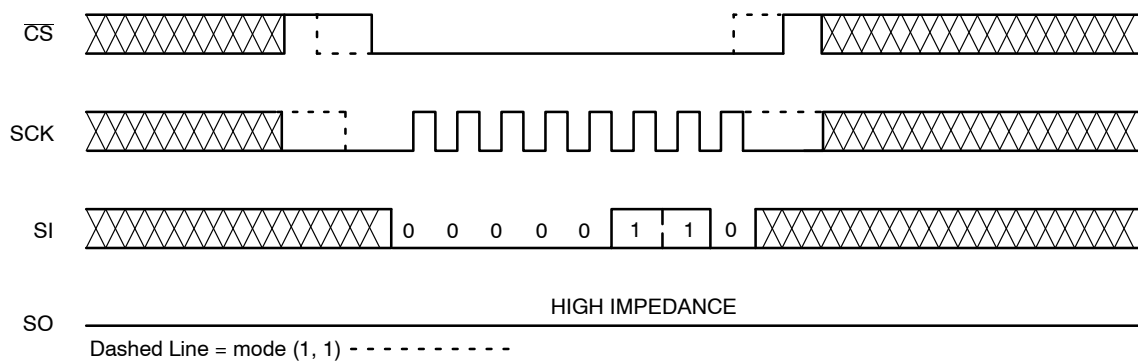 CS
SCK
SI 0 0 0 0 0 1 1 0
HIGH IMPEDANCE
SO
Dashed Line = mode (1, 1)